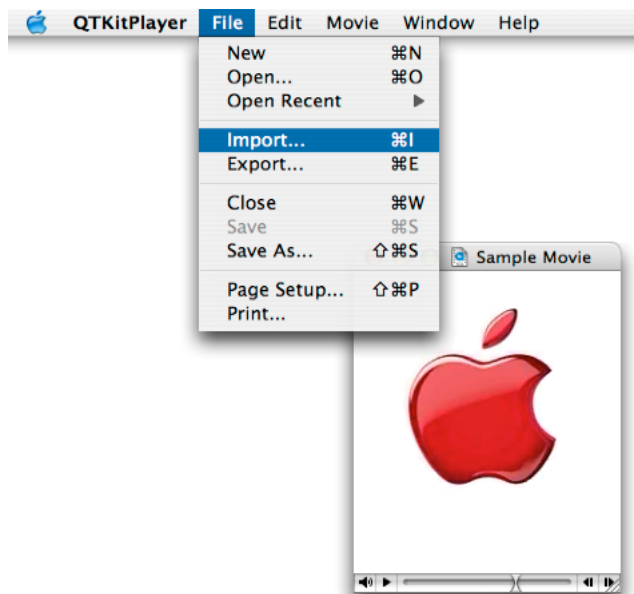 QTKitPlayer File Edit Movie Window Help
New ⌘N
Open... ⌘O
Open Recent ▶
Import... ⌘I
Export... ⌘E
Close ⌘W
Save ⌘S
Save As... ⇧⌘S
Page Setup... ⇧⌘P
Print...
Sample Movie